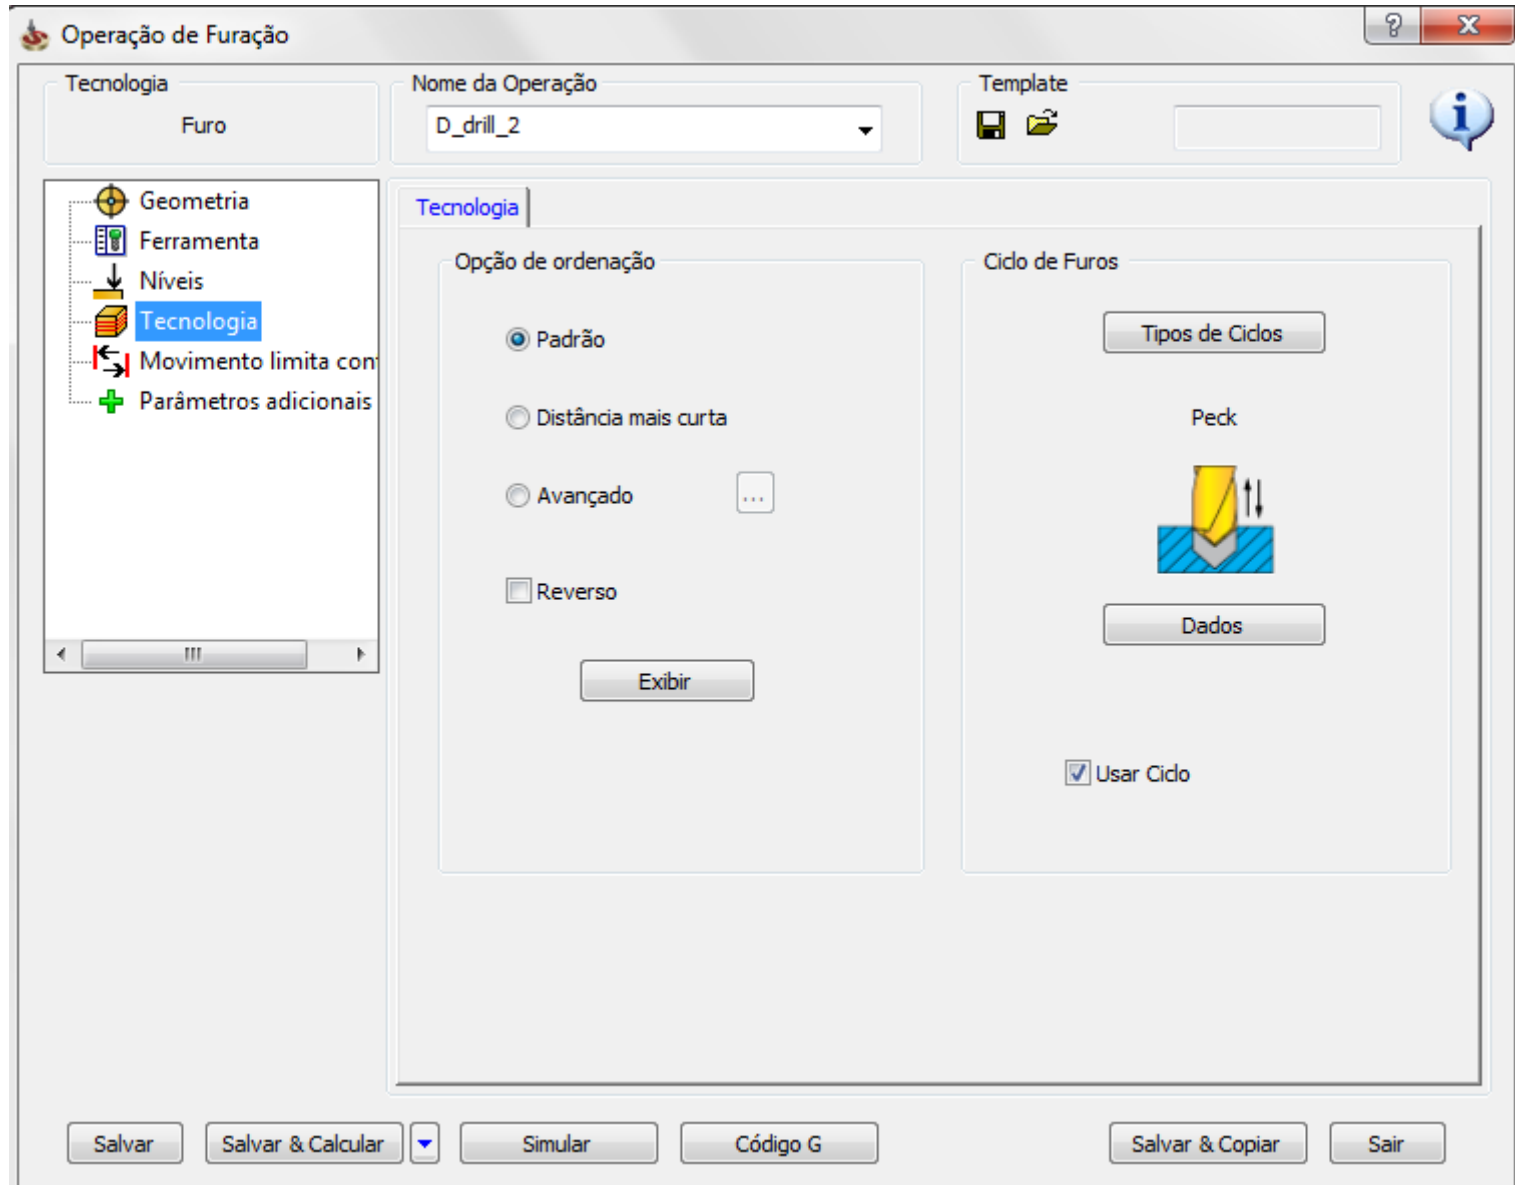 Operação de Furação
Tecnologia
Furo
Nome da Operação
D_drill_2
Template
Geometria
Ferramenta
Níveis
Tecnologia
Movimento limita con
Parâmetros adicionais
Tecnologia
Opção de ordenação
Padrão
Distância mais curta
Avançado
...
Reverso
Exibir
Ciclo de Furos
Tipos de Ciclos
Peck
Dados
Usar Ciclo
Salvar
Salvar & Calcular
Simular
Código G
Salvar & Copiar
Sair